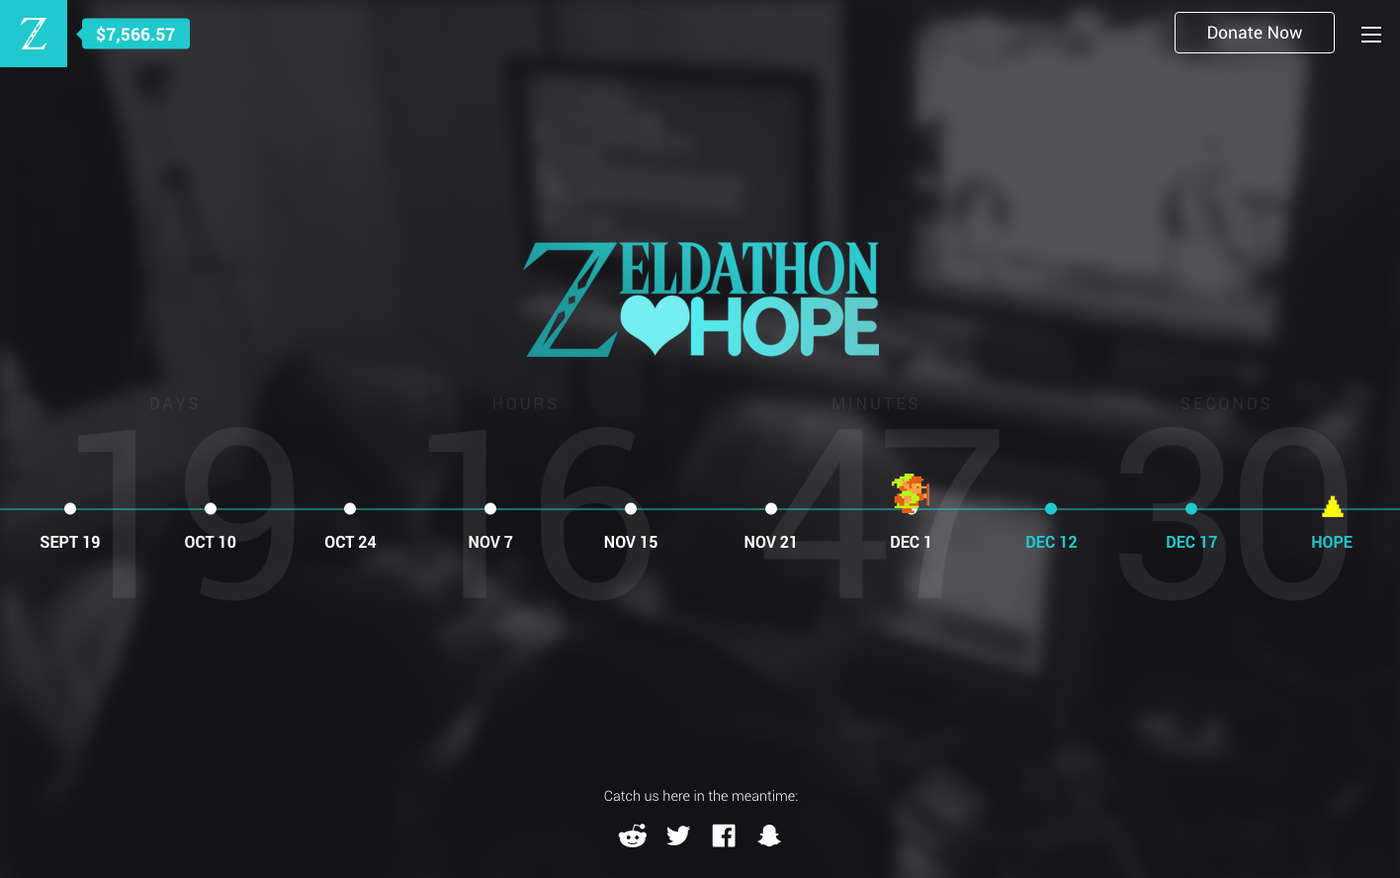 Z
$7,566.57
Donate Now
ZELDATHON
HOPE
DAYS
HOURS
MINUTES
SECONDS
19
16
47
30
SEPT 19
OCT 10
OCT 24
NOV 7
NOV 15
NOV 21
DEC 1
DEC 12
DEC 17
HOPE
Catch us here in the meantime: